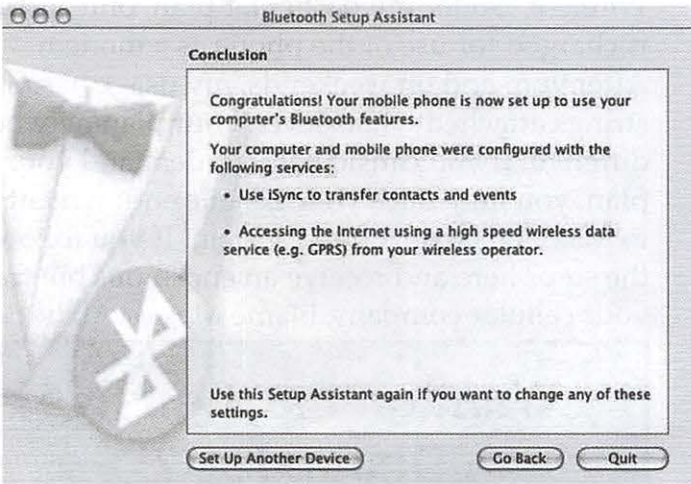 Bluetooth Setup Assistant
Conclusion
Congratulations! Your mobile phone is now set up to use your
computer's Bluetooth features.
Your computer and mobile phone were configured with the
following services:
• Use iSync to transfer contacts and events
• Accessing the Internet using a high speed wireless data
service (e.g. GPRS) from your wireless operator.
Use this Setup Assistant again if you want to change any of these
settings.
Set Up Another Device
Go Back
Quit